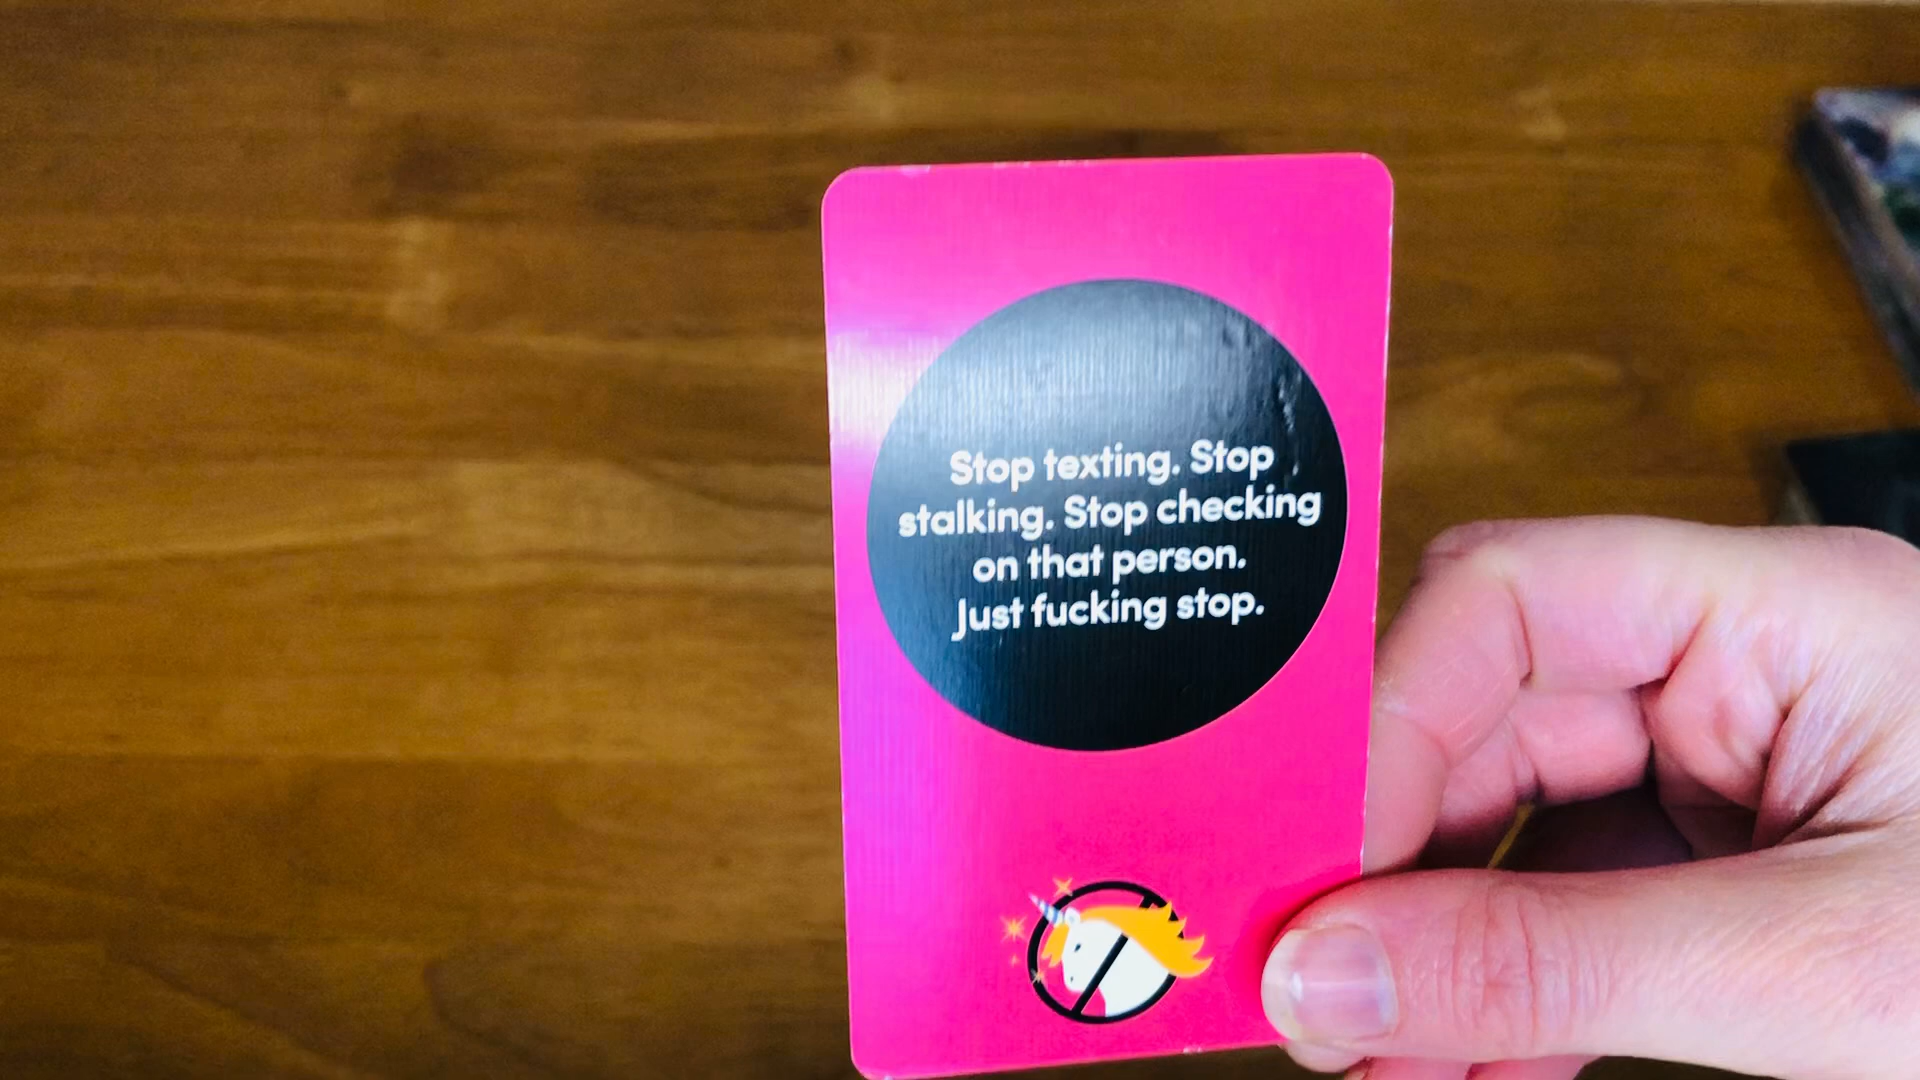 Stop texting. Stop
stalking. Stop checking
on that person.
Just fucking stop.